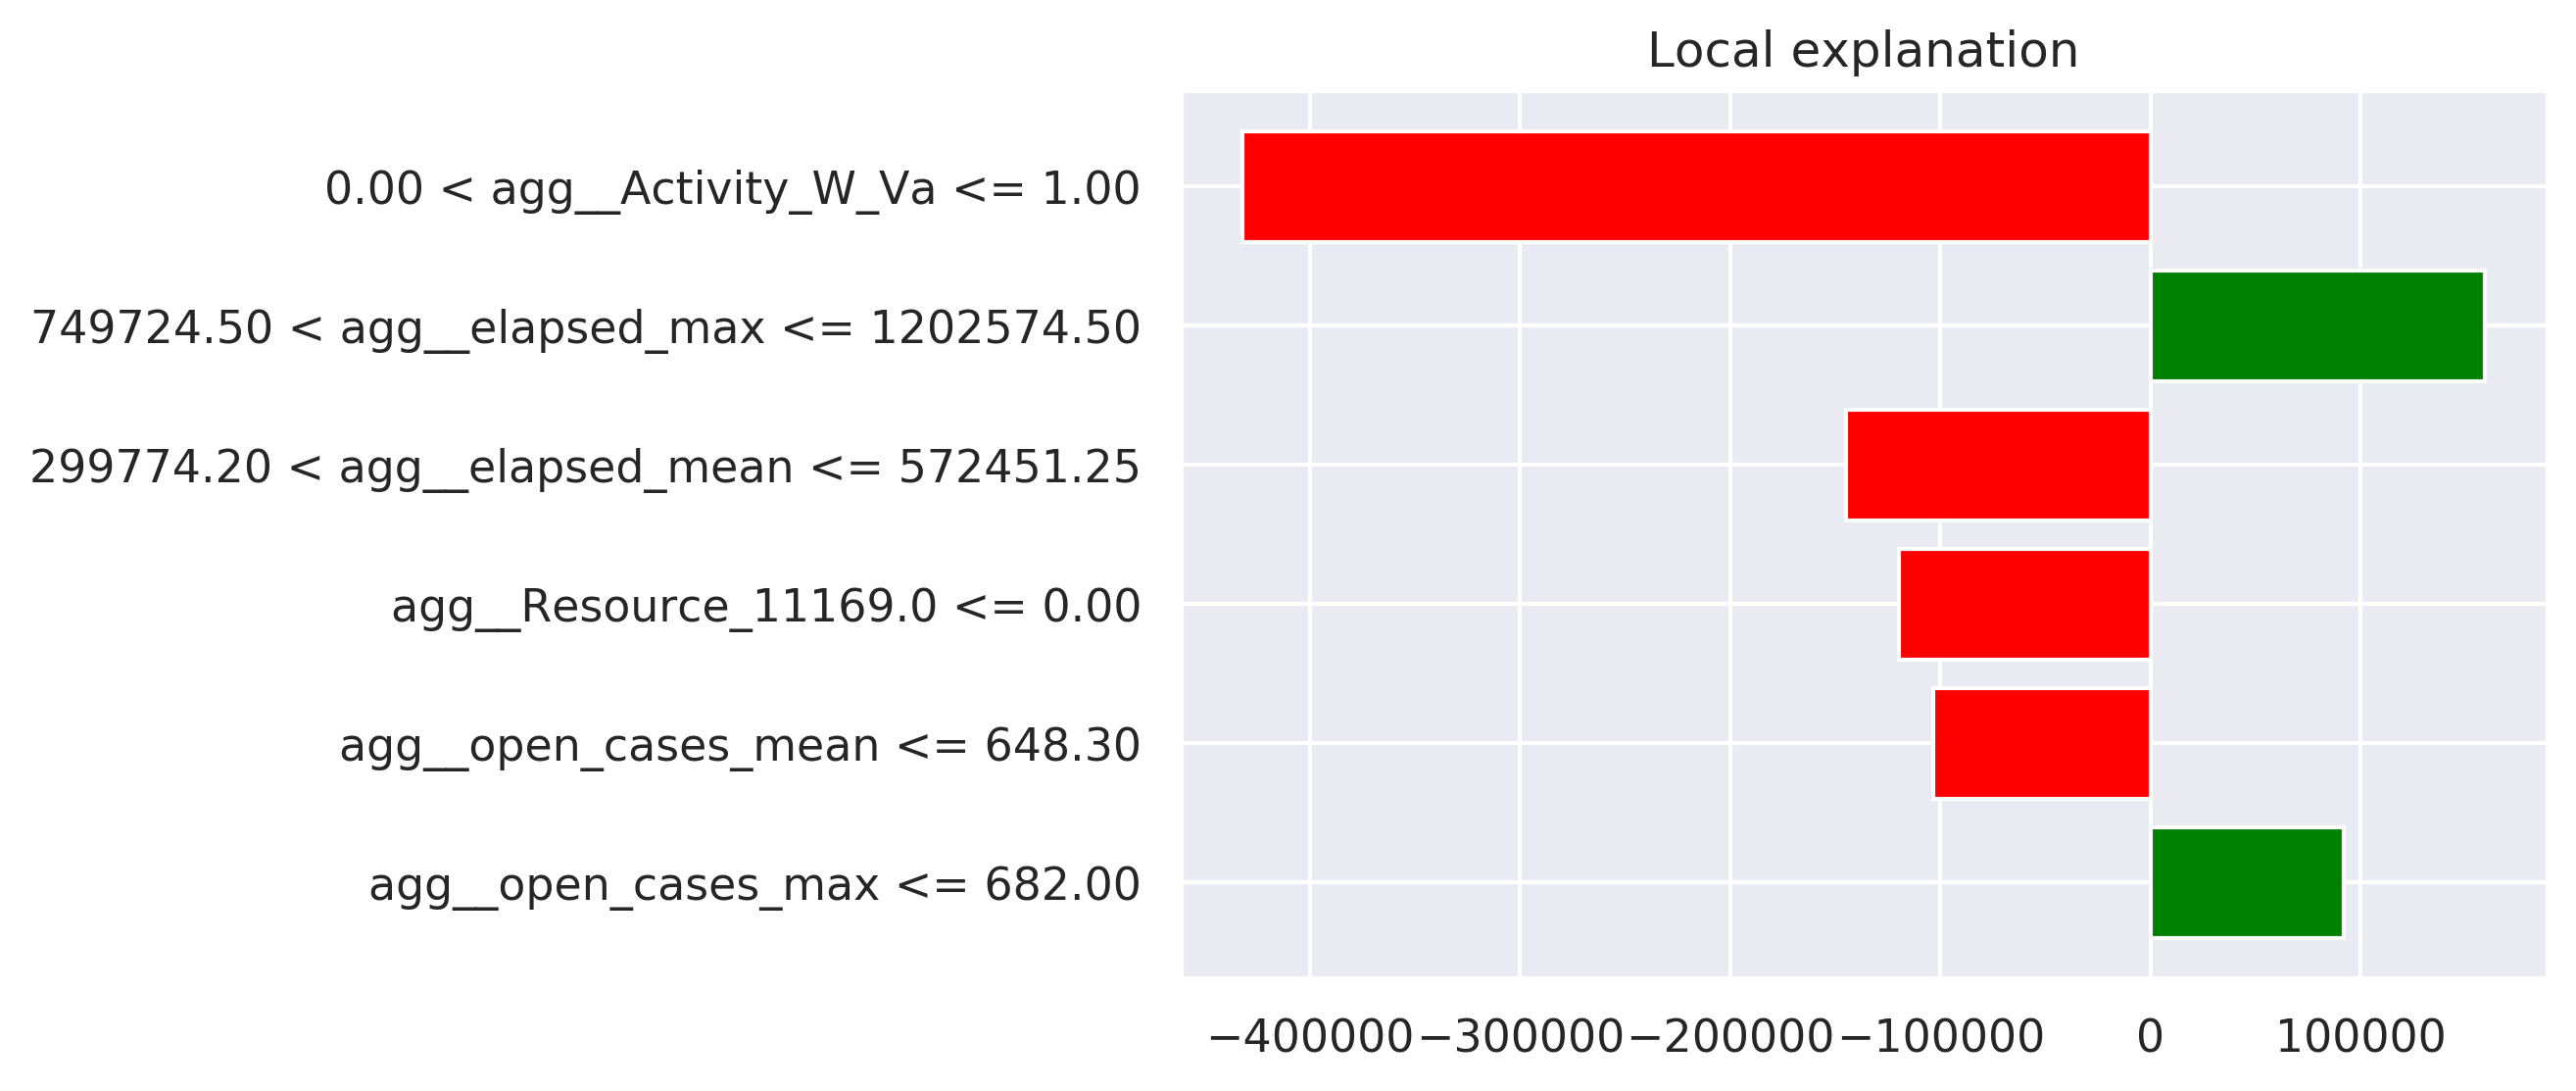 Local explanation
0.00 < agg__Activity_W_Va <= 1.00
749724.50 < agg__elapsed_max <= 1202574.50
299774.20 < agg__elapsed_mean <= 572451.25
agg__Resource_11169.0 <= 0.00
agg__open_cases_mean <= 648.30
agg__open_cases_max <= 682.00
−400000 −300000 −200000 −100000 0 100000